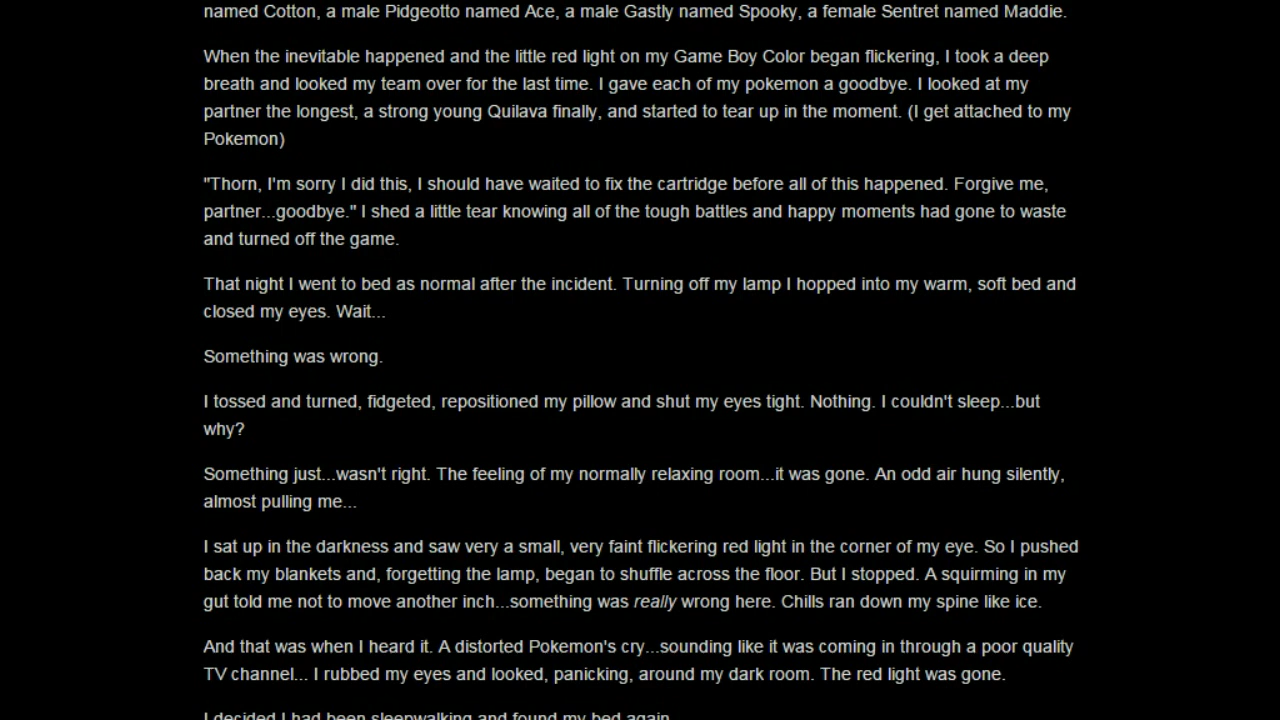 named Cotton, a male Pidgeotto named Ace, a male Gastly named Spooky, a female Sentret named Maddie.
When the inevitable happened and the little red light on my Game Boy Color began flickering, I took a deep
breath and looked my team over for the last time. I gave each of my pokemon a goodbye. I looked at my
partner the longest, a strong young Quilava finally, and started to tear up in the moment. (I get attached to my
Pokemon)
"Thorn, I'm sorry I did this, I should have waited to fix the cartridge before all of this happened. Forgive me,
partner...goodbye." I shed a little tear knowing all of the tough battles and happy moments had gone to waste
and turned off the game.
That night I went to bed as normal after the incident. Turning off my lamp I hopped into my warm, soft bed and
closed my eyes. Wait...
Something was wrong.
I tossed and turned, fidgeted, repositioned my pillow and shut my eyes tight. Nothing. I couldn't sleep...but
why?
Something just...wasn't right. The feeling of my normally relaxing room...it was gone. An odd air hung silently,
almost pulling me...
I sat up in the darkness and saw very a small, very faint flickering red light in the corner of my eye. So I pushed
back my blankets and, forgetting the lamp, began to shuffle across the floor. But I stopped. A squirming in my
gut told me not to move another inch...something was really wrong here. Chills ran down my spine like ice.
And that was when I heard it. A distorted Pokemon's cry...sounding like it was coming in through a poor quality
TV channel... I rubbed my eyes and looked, panicking, around my dark room. The red light was gone.
I decided I had been sleepwalking and found my bed again.